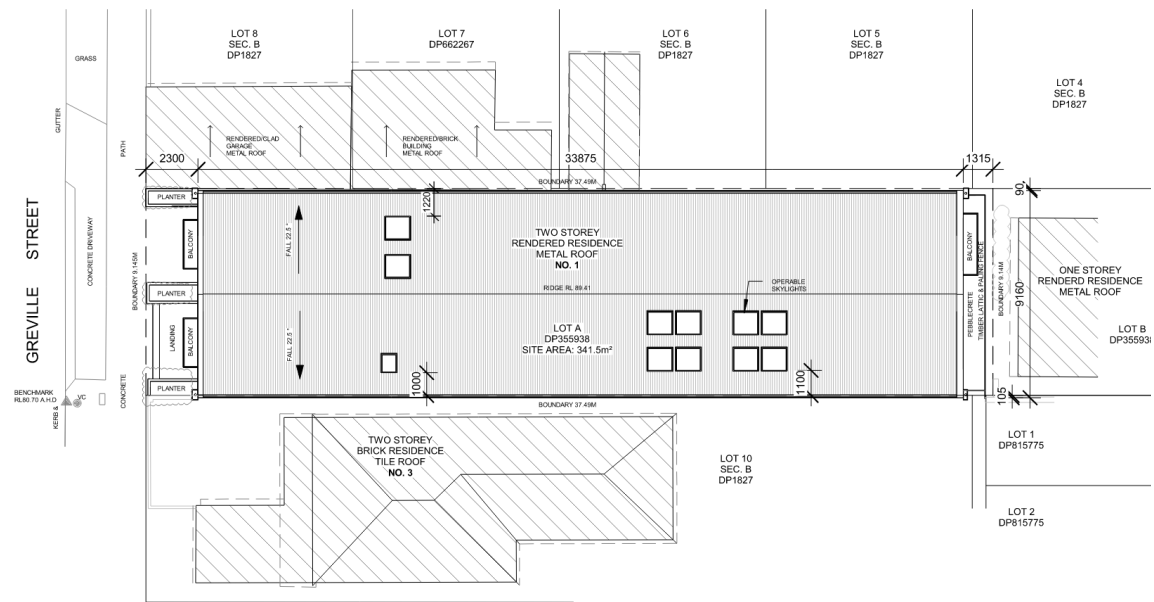 LOT 8
SEC. B
DP1827
LOT 7
DP662267
LOT 6
SEC. B
DP1827
LOT 5
SEC. B
DP1827
LOT 4
SEC. B
DP1827
GRASS
GUTTER
PATH
RENDERED/CLAD
GARAGE
METAL ROOF
RENDERED/BRICK
BUILDING
METAL ROOF
2300
33875
1315
BOUNDARY 37.49M
90
PLANTER
1220
BALCONY
FALL 22.5 °
TWO STOREY
RENDERED RESIDENCE
METAL ROOF
NO. 1
BALCONY
GREVILLE STREET
CONCRETE DRIVEWAY
BOUNDARY 9.145M
PLANTER
RIDGE RL 89.41
OPERABLE
SKYLIGHTS
PEBBLECRETE
TIMBER LATTIC & PALING FENCE
BOUNDARY 9.14M
9160
ONE STOREY
RENDERD RESIDENCE
METAL ROOF
LANDING
BALCONY
FALL 22.5 °
LOT A
DP355938
SITE AREA: 341.5m²
LOT B
DP355938
PLANTER
1000
1100
105
BENCHMARK
RL80.70 A.H.D
VC
KERB &
CONCRETE
BOUNDARY 37.49M
TWO STOREY
BRICK RESIDENCE
TILE ROOF
NO. 3
LOT 10
SEC. B
DP1827
LOT 1
DP815775
LOT 2
DP815775